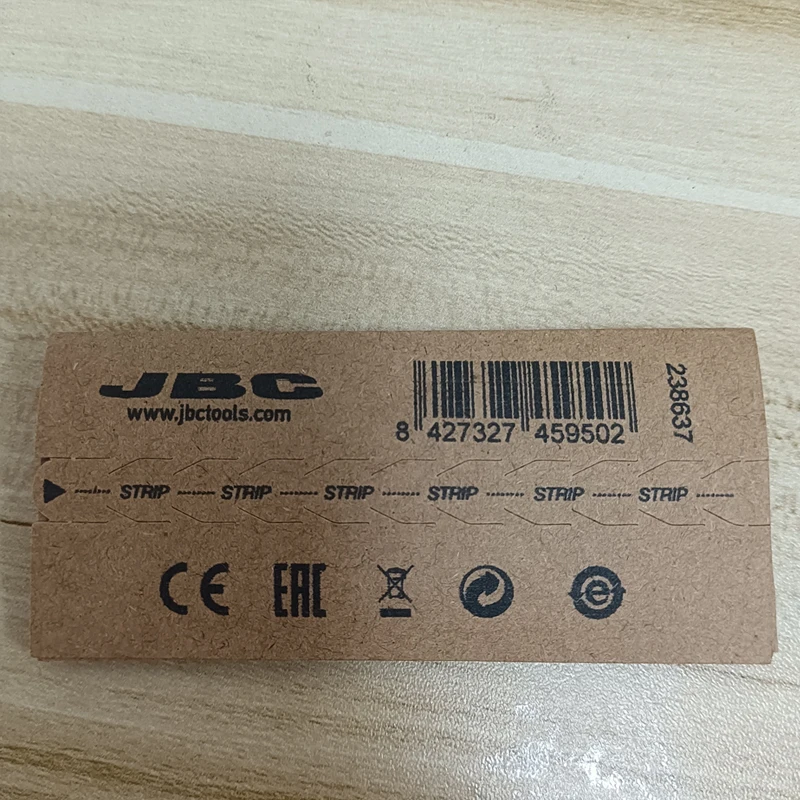 JBC
www.jbctools.com
8 427327 459502
238637
STRIP STRIP STRIP STRIP STRIP STRIP
CE EAC e